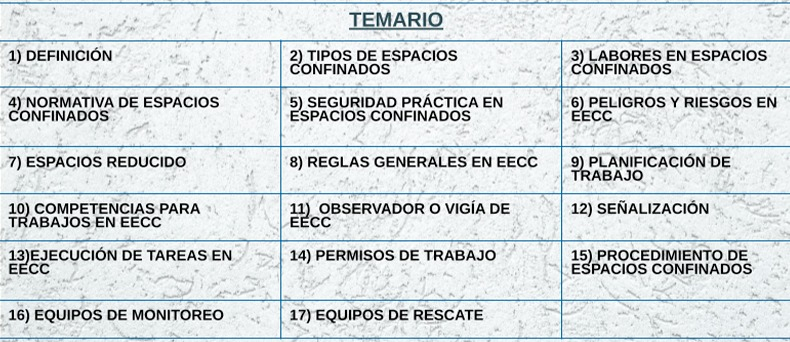 TEMARIO
1) DEFINICIÓN
2) TIPOS DE ESPACIOS
CONFINADOS
3) LABORES EN ESPACIOS
CONFINADOS
4) NORMATIVA DE ESPACIOS
CONFINADOS
5) SEGURIDAD PRÁCTICA EN
ESPACIOS CONFINADOS
6) PELIGROS Y RIESGOS EN
EECC
7) ESPACIOS REDUCIDO
8) REGLAS GENERALES EN EECC
9) PLANIFICACIÓN DE
TRABAJO
10) COMPETENCIAS PARA
TRABAJOS EN EECC
11)  OBSERVADOR O VIGÍA DE
EECC
12) SEÑALIZACIÓN
13)EJECUCIÓN DE TAREAS EN
EECC
14) PERMISOS DE TRABAJO
15) PROCEDIMIENTO DE
ESPACIOS CONFINADOS
16) EQUIPOS DE MONITOREO
17) EQUIPOS DE RESCATE